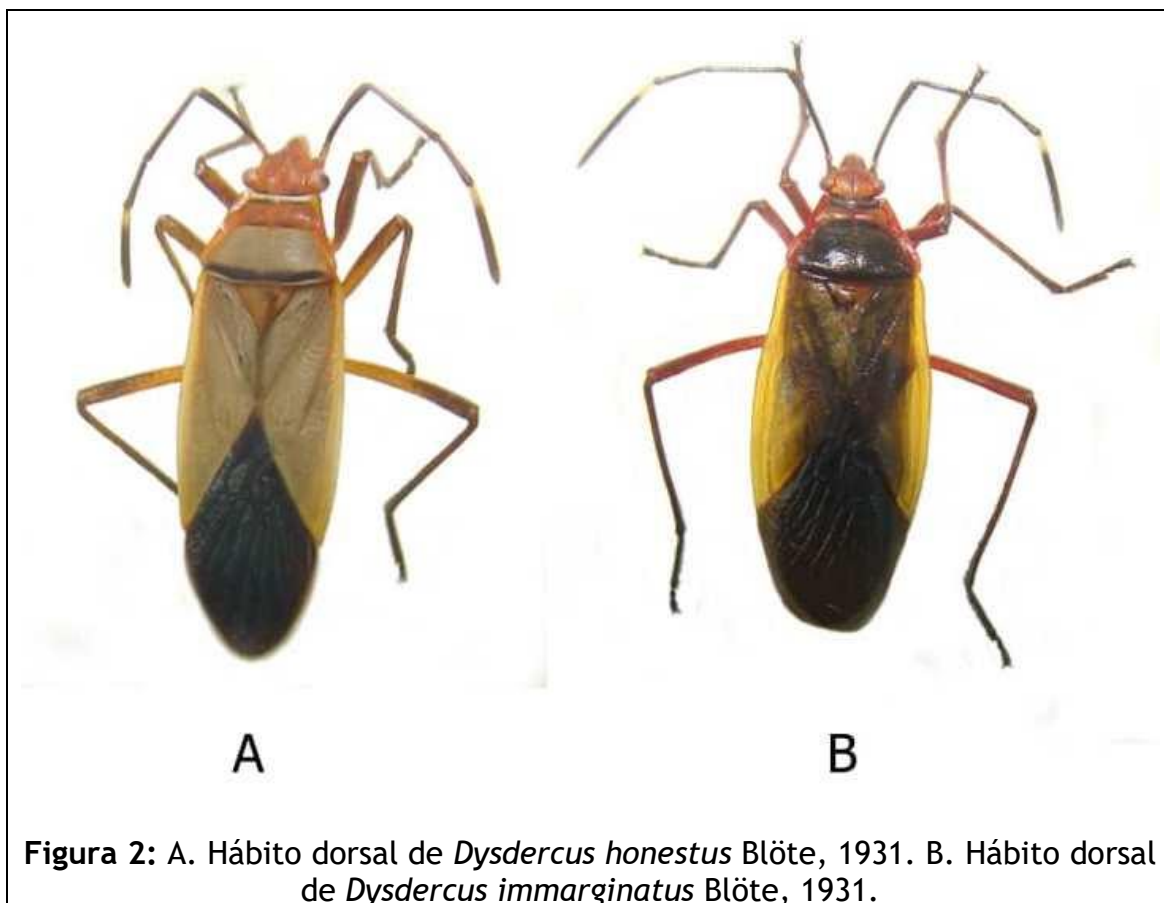 A
B
Figura 2: A. Hábito dorsal de Dysdercus honestus Blöte, 1931. B. Hábito dorsal
de Dysdercus immarginatus Blöte, 1931.